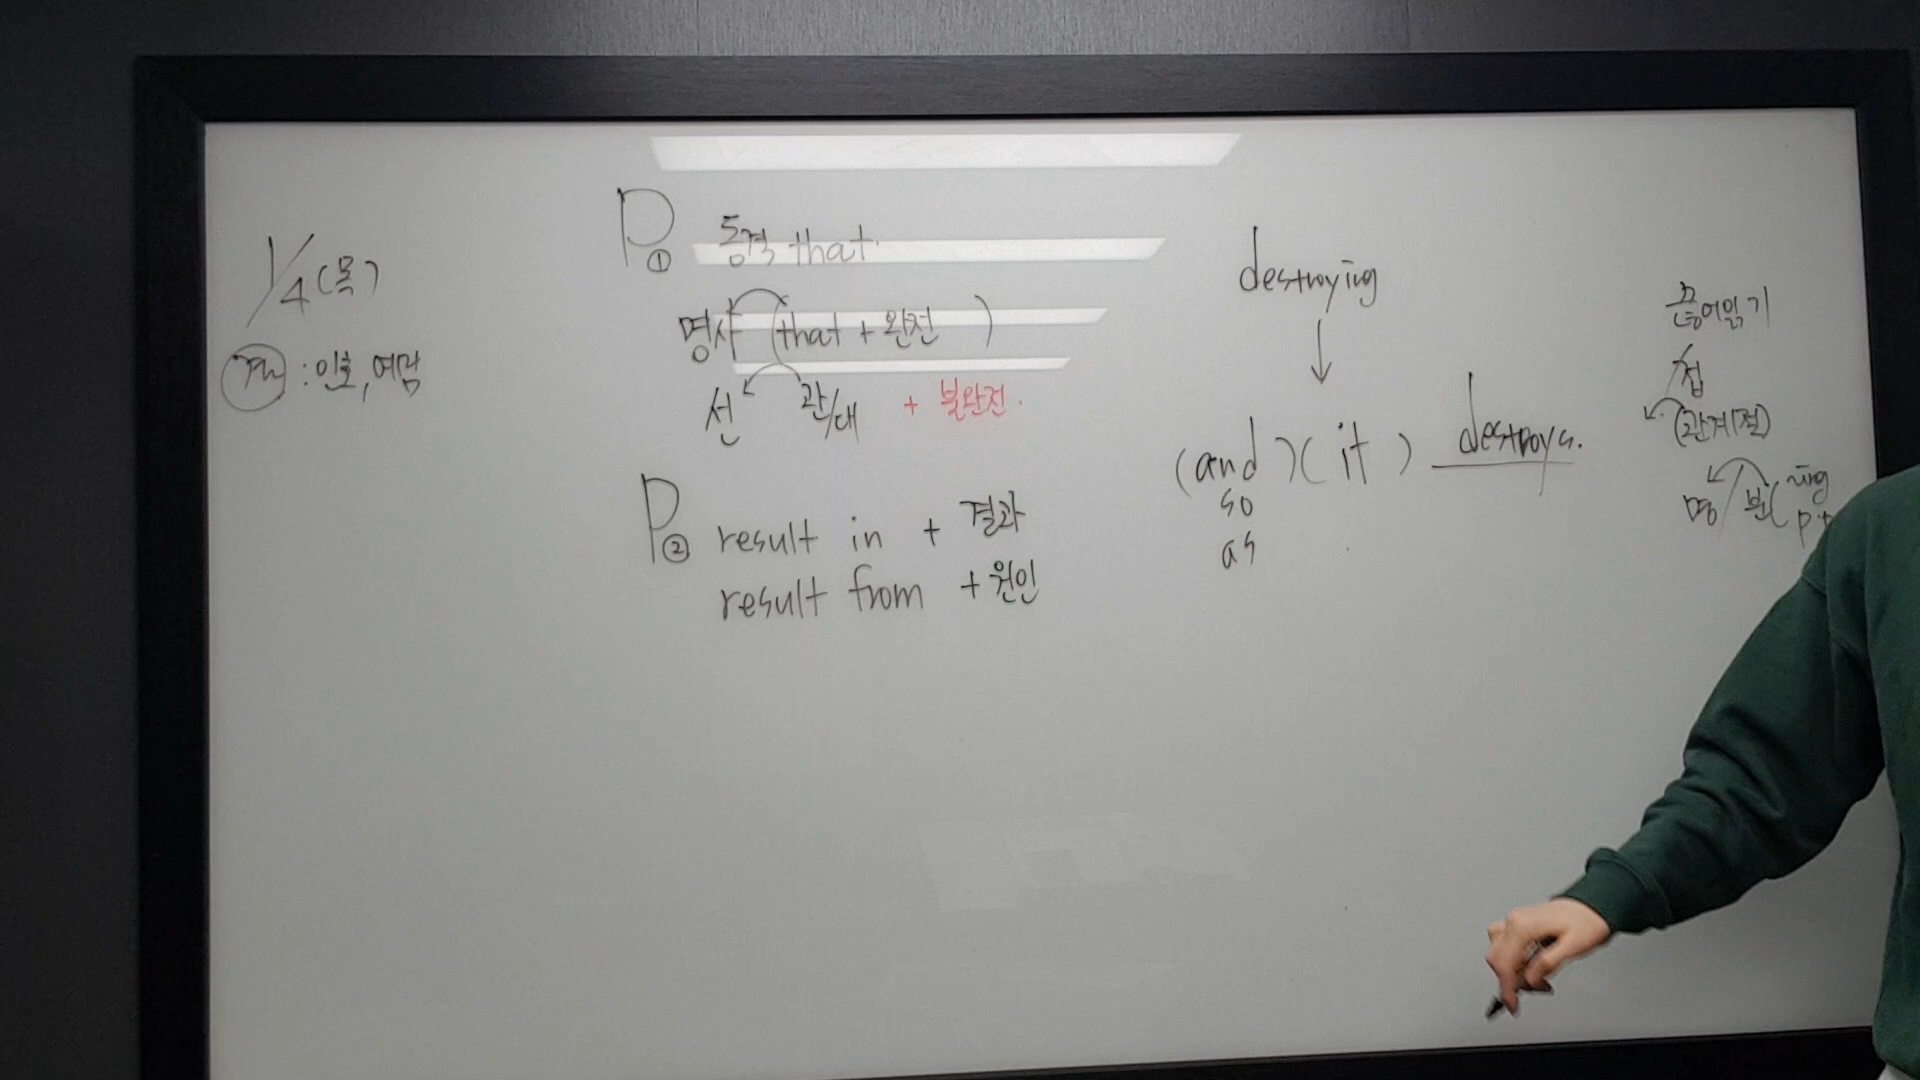 1/4 (목)
: 인호, 여람
P① 동격 that.
명사 (that + 완전 )
선 관/대 + 불완전.
P② result in + 결과
result from + 원인
destroying
↓
(and)(it) destroys.
so
as
끊어읽기
/접
(관계절)
명/분(~ing